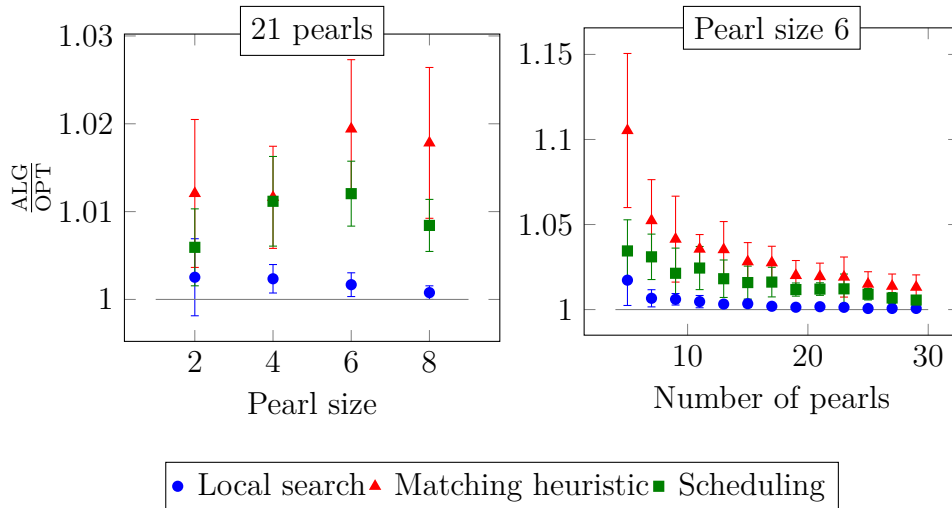 21 pearls
Pearl size 6
ALG
OPT
1.03
1.02
1.01
1
2 4 6 8
Pearl size
1.15
1.1
1.05
1
10 20 30
Number of pearls
Local search Matching heuristic Scheduling